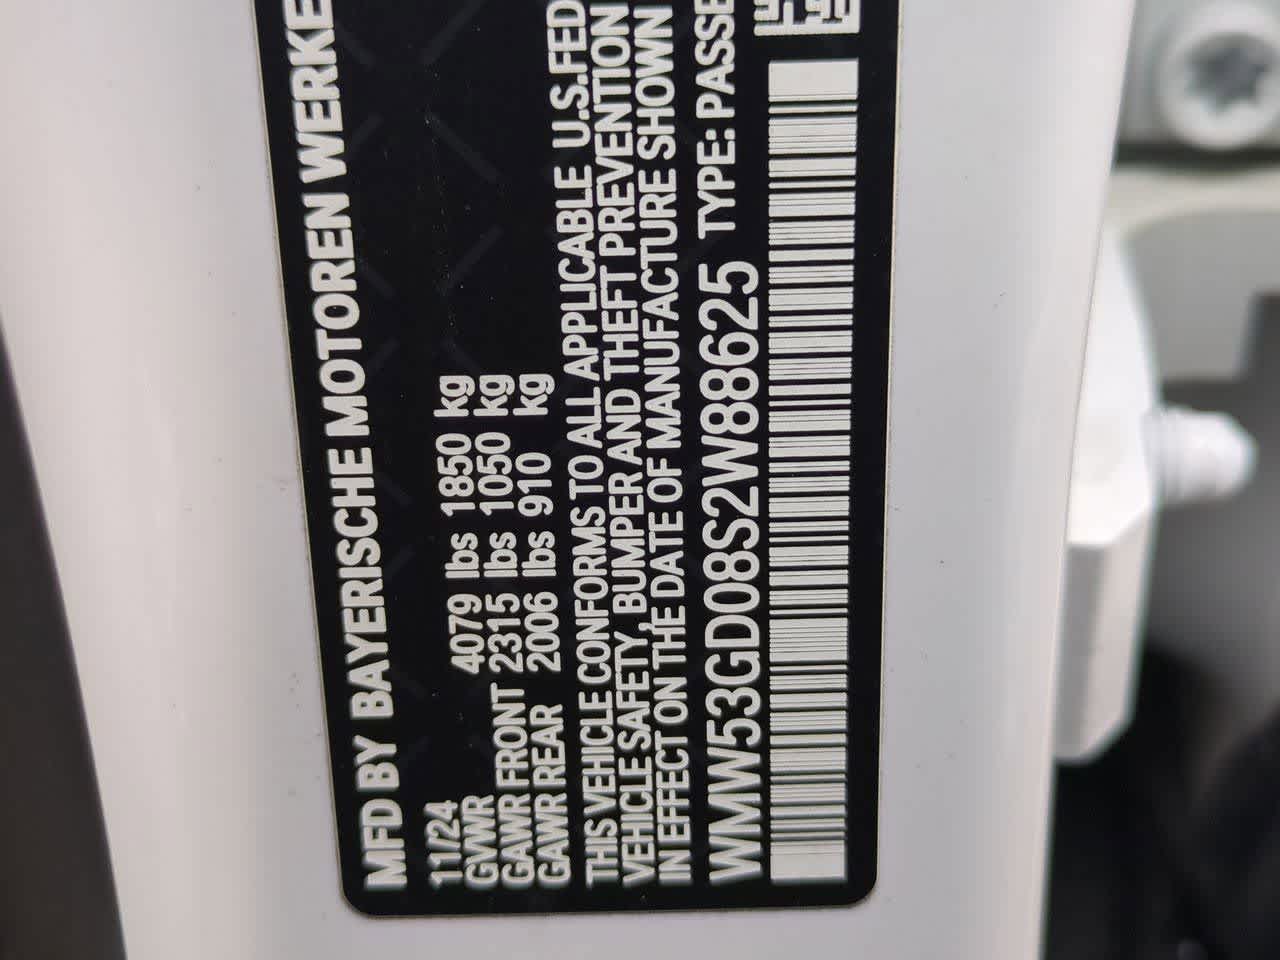 MFD BY BAYERISCHE MOTOREN WERKE
11/24
GVWR 4079 lbs 1850 kg
GAWR FRONT 2315 lbs 1050 kg
GAWR REAR 2006 lbs 910 kg
THIS VEHICLE CONFORMS TO ALL APPLICABLE U.S.FED
VEHICLE SAFETY, BUMPER AND THEFT PREVENTION
IN EFFECT ON THE DATE OF MANUFACTURE SHOWN
WMW53GD08S2W88625 TYPE: PASSE